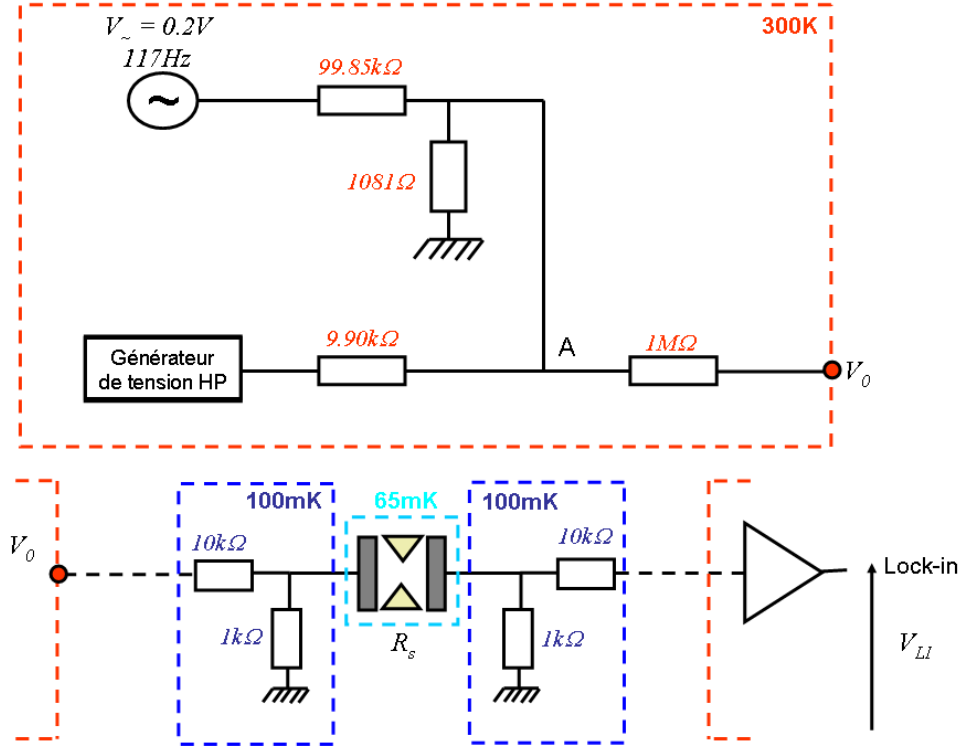 V~ = 0.2V
117Hz
300K
99.85kΩ
1081Ω
9.90kΩ
A
1MΩ
Générateur
de tension HP
V0
100mK
65mK
100mK
V0
10kΩ
10kΩ
Lock-in
1kΩ
Rs
1kΩ
VLI